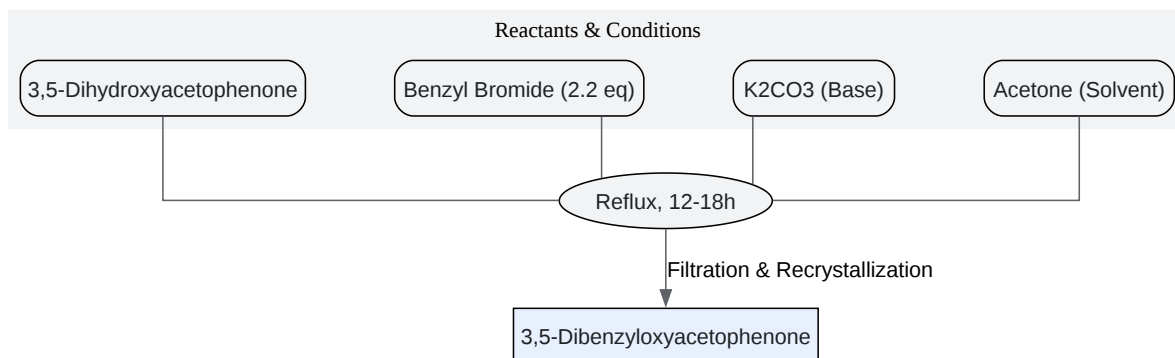 Reactants & Conditions
3,5-Dihydroxyacetophenone
Benzyl Bromide (2.2 eq)
K2CO3 (Base)
Acetone (Solvent)
Reflux, 12-18h
Filtration & Recrystallization
3,5-Dibenzyloxyacetophenone